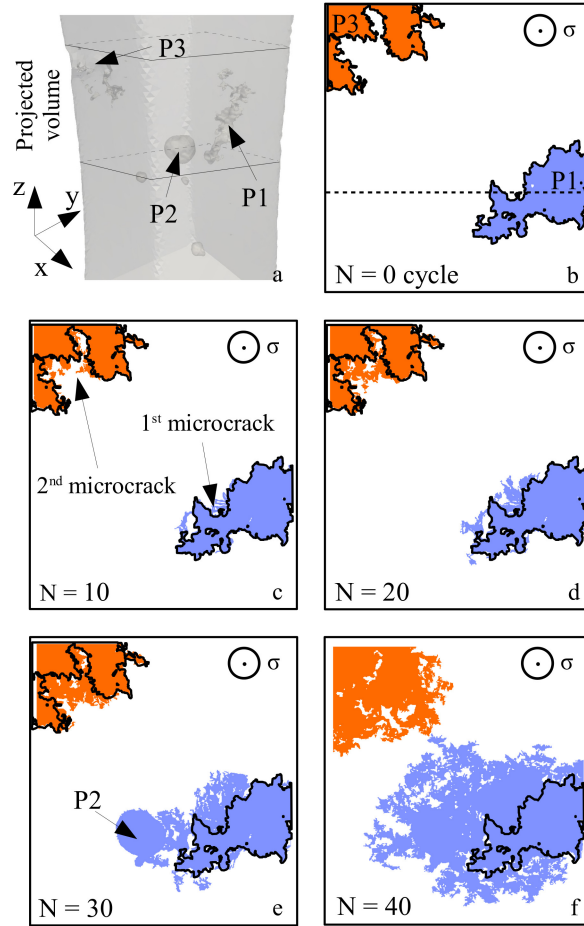 P3
Projected
volume
z
y
x
P2
P1
a
P3
σ
P1
N = 0 cycle
b
σ
1st microcrack
2nd microcrack
N = 10
c
σ
N = 20
d
σ
P2
N = 30
e
σ
N = 40
f